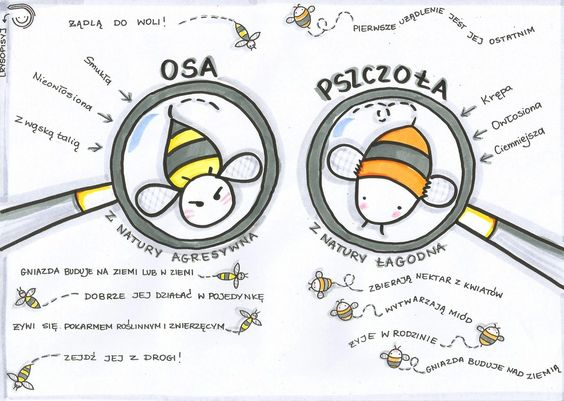 [RYSOPISY]
ŻĄDLĄ DO WOLI!
OSA
Smukła
Nieowłosiona
Z wąską talią
Z NATURY AGRESYWNA
GNIAZDA BUDUJE NA ZIEMI LUB W ZIEMI
DOBRZE JEJ DZIAŁAĆ W POJEDYNKĘ
ŻYWI SIĘ POKARMEM ROŚLINNYM I ZWIERZĘCYM
ZEJDŹ JEJ Z DROGI!
PIERWSZE UŻĄDLENIE JEST
JEJ OSTATNIM
PSZCZOŁA
Krępa
Owłosiona
Ciemniejsza
Z NATURY ŁAGODNA
ZBIERAJĄ NEKTAR Z KWIATÓW
WYTWARZAJĄ MIÓD
ŻYJE W RODZINIE
GNIAZDA BUDUJE NAD ZIEMIĄ